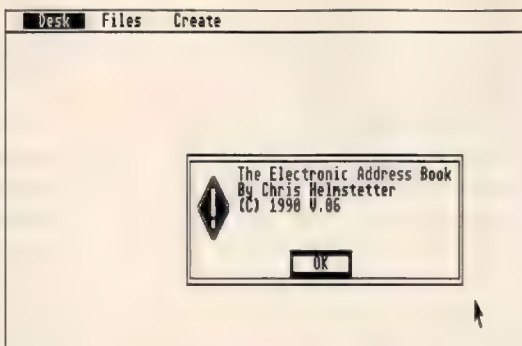 Desk Files Create
The Electronic Address Book
By Chris Helmstetter
(C) 1990 V.06
OK